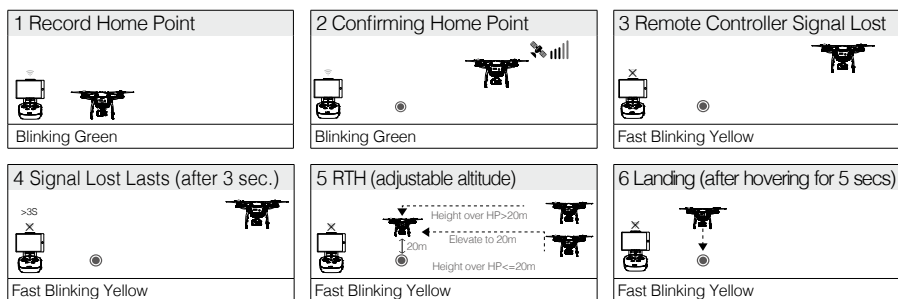 1 Record Home Point
Blinking Green
2 Confirming Home Point
Blinking Green
3 Remote Controller Signal Lost
Fast Blinking Yellow
4 Signal Lost Lasts (after 3 sec.)
>3S
Fast Blinking Yellow
5 RTH (adjustable altitude)
Height over HP>20m
Elevate to 20m
20m
Height over HP<=20m
Fast Blinking Yellow
6 Landing (after hovering for 5 secs)
Fast Blinking Yellow